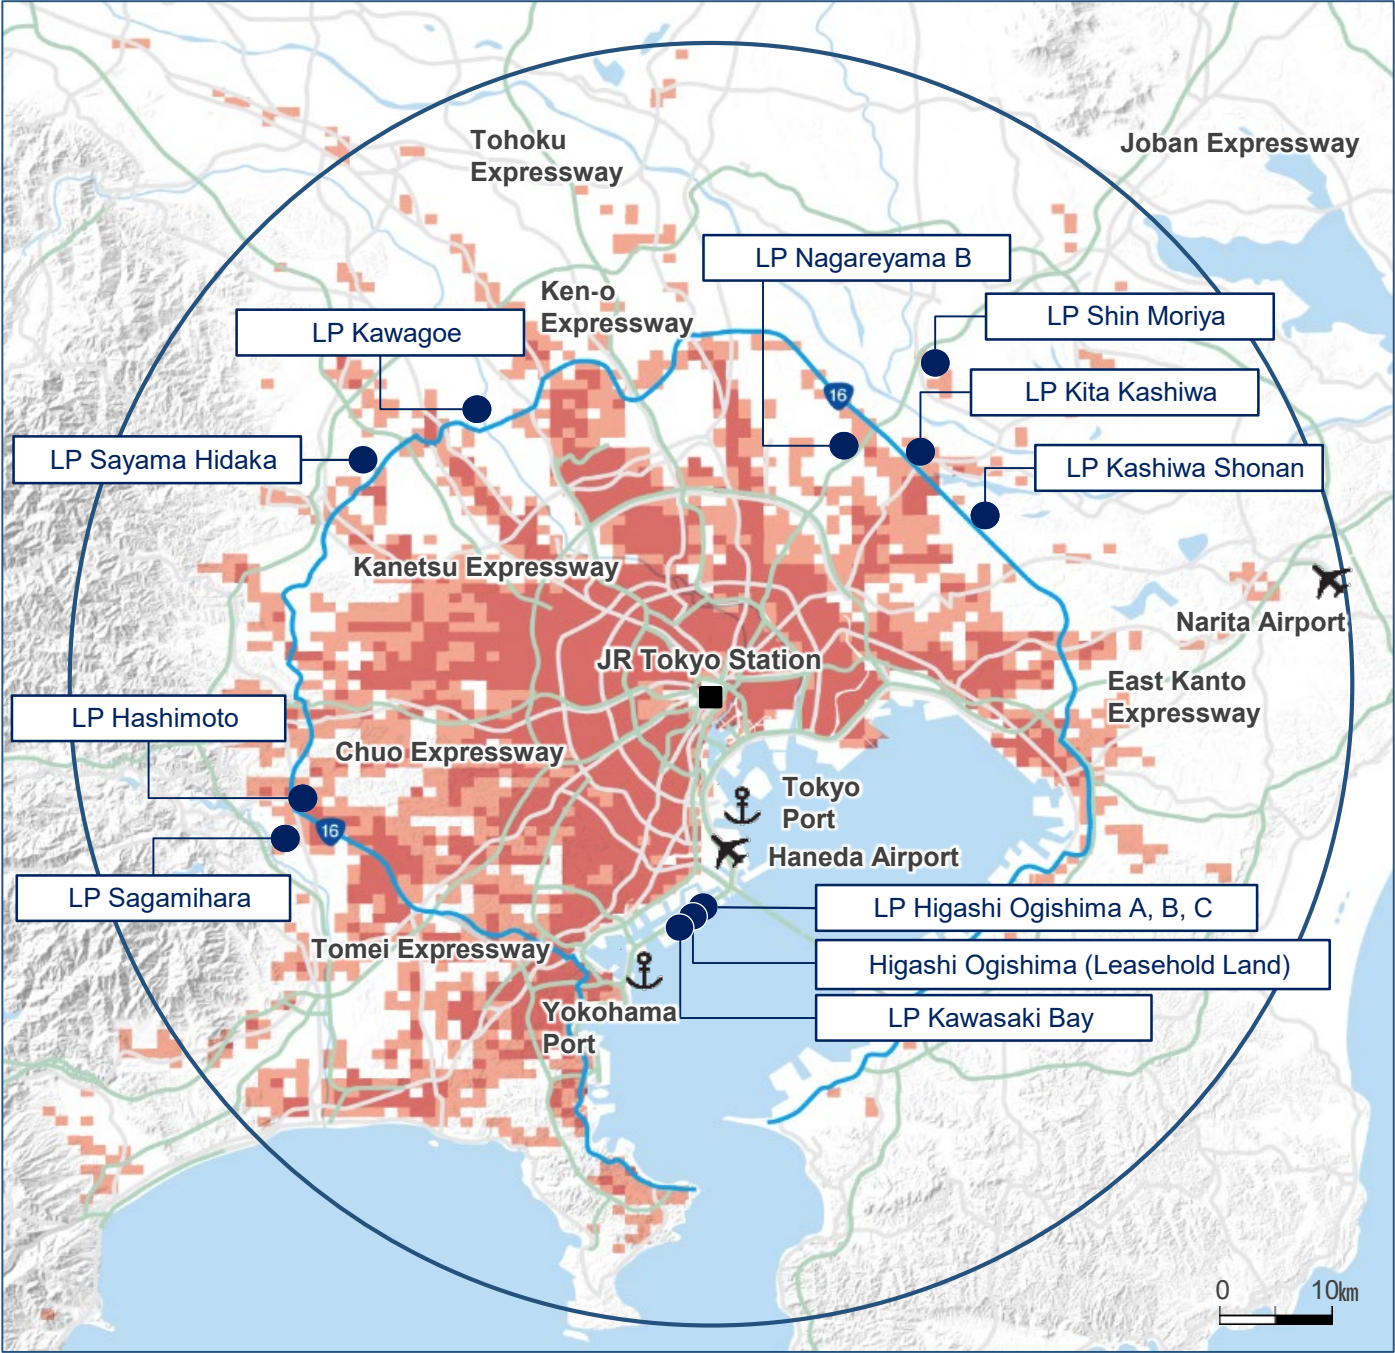 Tohoku
Expressway
Joban Expressway
LP Nagareyama B
Ken-o
Expressway
LP Shin Moriya
LP Kawagoe
LP Kita Kashiwa
16
LP Sayama Hidaka
LP Kashiwa Shonan
Kanetsu Expressway
Narita Airport
JR Tokyo Station
East Kanto
Expressway
LP Hashimoto
Chuo Expressway
Tokyo
Port
16
Haneda Airport
LP Sagamihara
LP Higashi Ogishima A, B, C
Tomei Expressway
Higashi Ogishima (Leasehold Land)
Yokohama
Port
LP Kawasaki Bay
0 10km